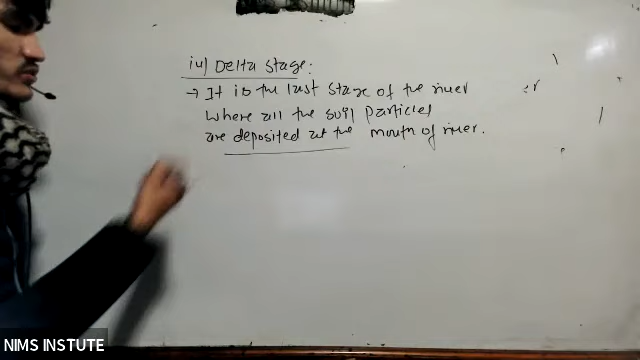 iv) Delta Stage:
→ It is the last stage of the river
where all the soil particles
are deposited at the mouth of river.
er
NIMS INSTUTE